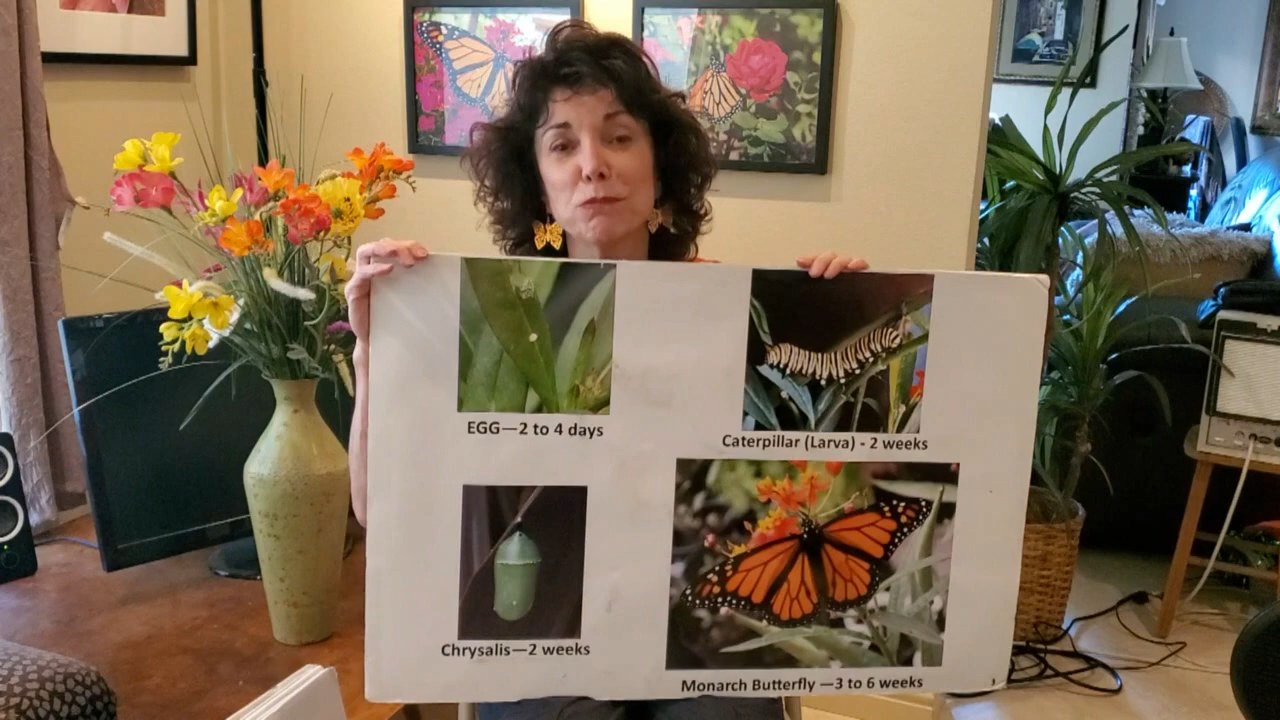 EGG—2 to 4 days
Caterpillar (Larva) - 2 weeks
Chrysalis—2 weeks
Monarch Butterfly —3 to 6 weeks